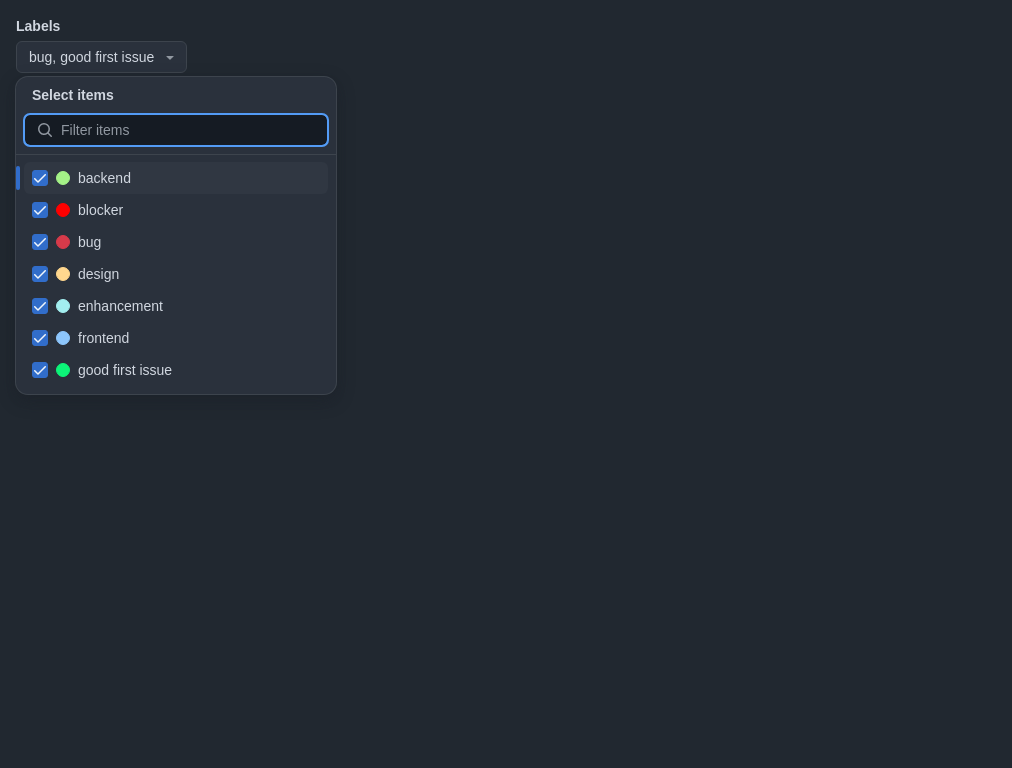 Labels
bug, good first issue
Select items
Filter items
backend
blocker
bug
design
enhancement
frontend
good first issue